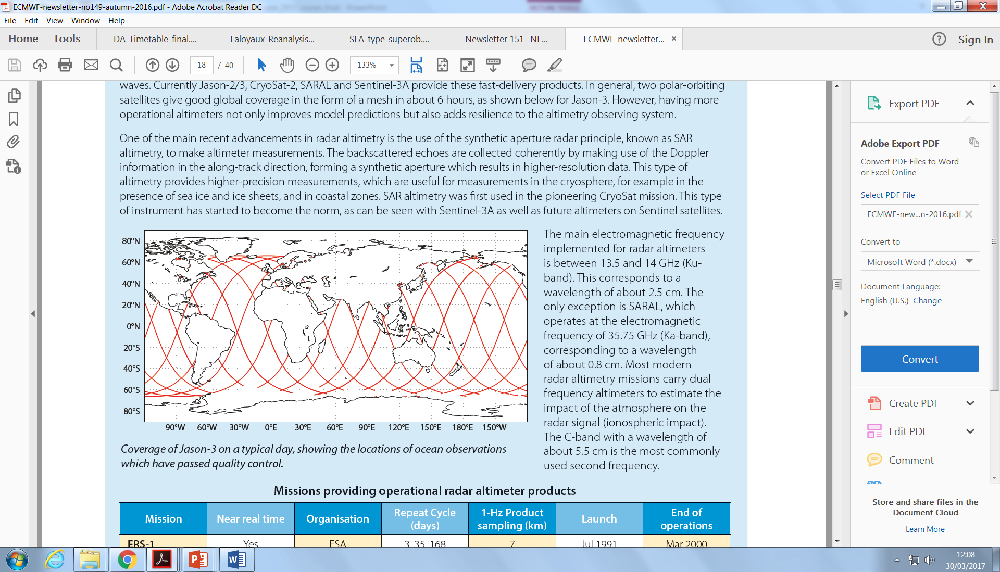 ECMWF-newsletter-no149-autumn-2016.pdf - Adobe Acrobat Reader DC
File Edit View Window Help
Home Tools DA_Timetable_final.... Laloyaux_Reanalysis... SLA_type_superob.... Newsletter 151- NE... ECMWF-newsletter... × Sign In
18 / 40 133%
waves. Currently Jason-2/3, CryoSat-2, SARAL and Sentinel-3A provide these fast-delivery products. In general, two polar-orbiting
satellites give good global coverage in the form of a mesh in about 6 hours, as shown below for Jason-3. However, having more
operational altimeters not only improves model predictions but also adds resilience to the altimetry observing system.
One of the main recent advancements in radar altimetry is the use of the synthetic aperture radar principle, known as SAR
altimetry, to make altimeter measurements. The backscattered echoes are collected coherently by making use of the Doppler
information in the along-track direction, forming a synthetic aperture which results in higher-resolution data. This type of
altimetry provides higher-precision measurements, which are useful for measurements in the cryosphere, for example in the
presence of sea ice and ice sheets, and in coastal zones. SAR altimetry was first used in the pioneering CryoSat mission. This type
of instrument has started to become the norm, as can be seen with Sentinel-3A as well as future altimeters on Sentinel satellites.
80°N
60°N
40°N
20°N
0°N
20°S
40°S
60°S
80°S
90°W 60°W 30°W 0°E 30°E 60°E 90°E 120°E 150°E 180°E 150°W
Coverage of Jason-3 on a typical day, showing the locations of ocean observations
which have passed quality control.
The main electromagnetic frequency
implemented for radar altimeters
is between 13.5 and 14 GHz (Ku-
band). This corresponds to a
wavelength of about 2.5 cm. The
only exception is SARAL, which
operates at the electromagnetic
frequency of 35.75 GHz (Ka-band),
corresponding to a wavelength
of about 0.8 cm. Most modern
radar altimetry missions carry dual
frequency altimeters to estimate the
impact of the atmosphere on the
radar signal (ionospheric impact).
The C-band with a wavelength of
about 5.5 cm is the most commonly
used second frequency.
Missions providing operational radar altimeter products
Mission Near real time Organisation Repeat Cycle (days) 1-Hz Product sampling (km) Launch End of operations
ERS-1 Yes ESA 3, 35, 168 7 Jul 1991 Mar 2000
Export PDF
Adobe Export PDF
Convert PDF Files to Word
or Excel Online
Select PDF File
ECMWF-new...n-2016.pdf
Convert to
Microsoft Word (*.docx)
Document Language:
English (U.S.) Change
Convert
Create PDF
Edit PDF
Comment
Store and share files in the
Document Cloud
Learn More
12:08
30/03/2017